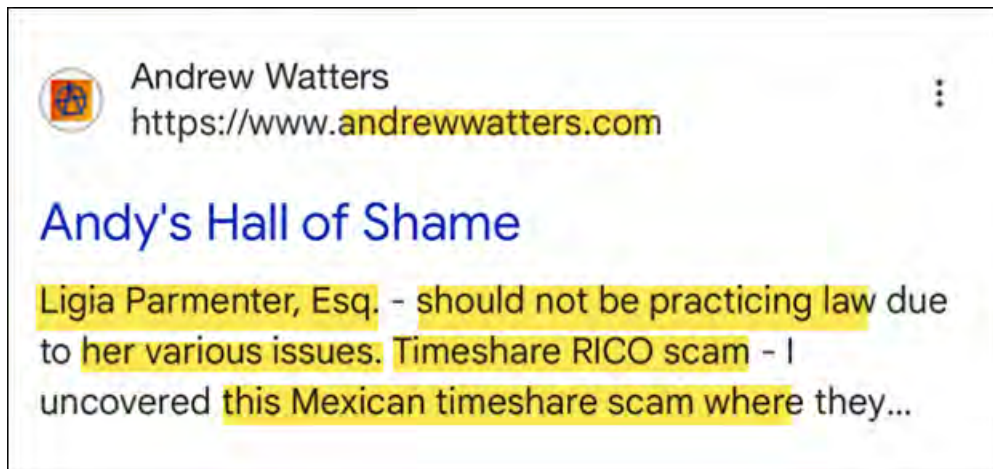 Andrew Watters
https://www.andrewwatters.com
Andy's Hall of Shame
Ligia Parmenter, Esq. - should not be practicing law due
to her various issues. Timeshare RICO scam - I
uncovered this Mexican timeshare scam where they...